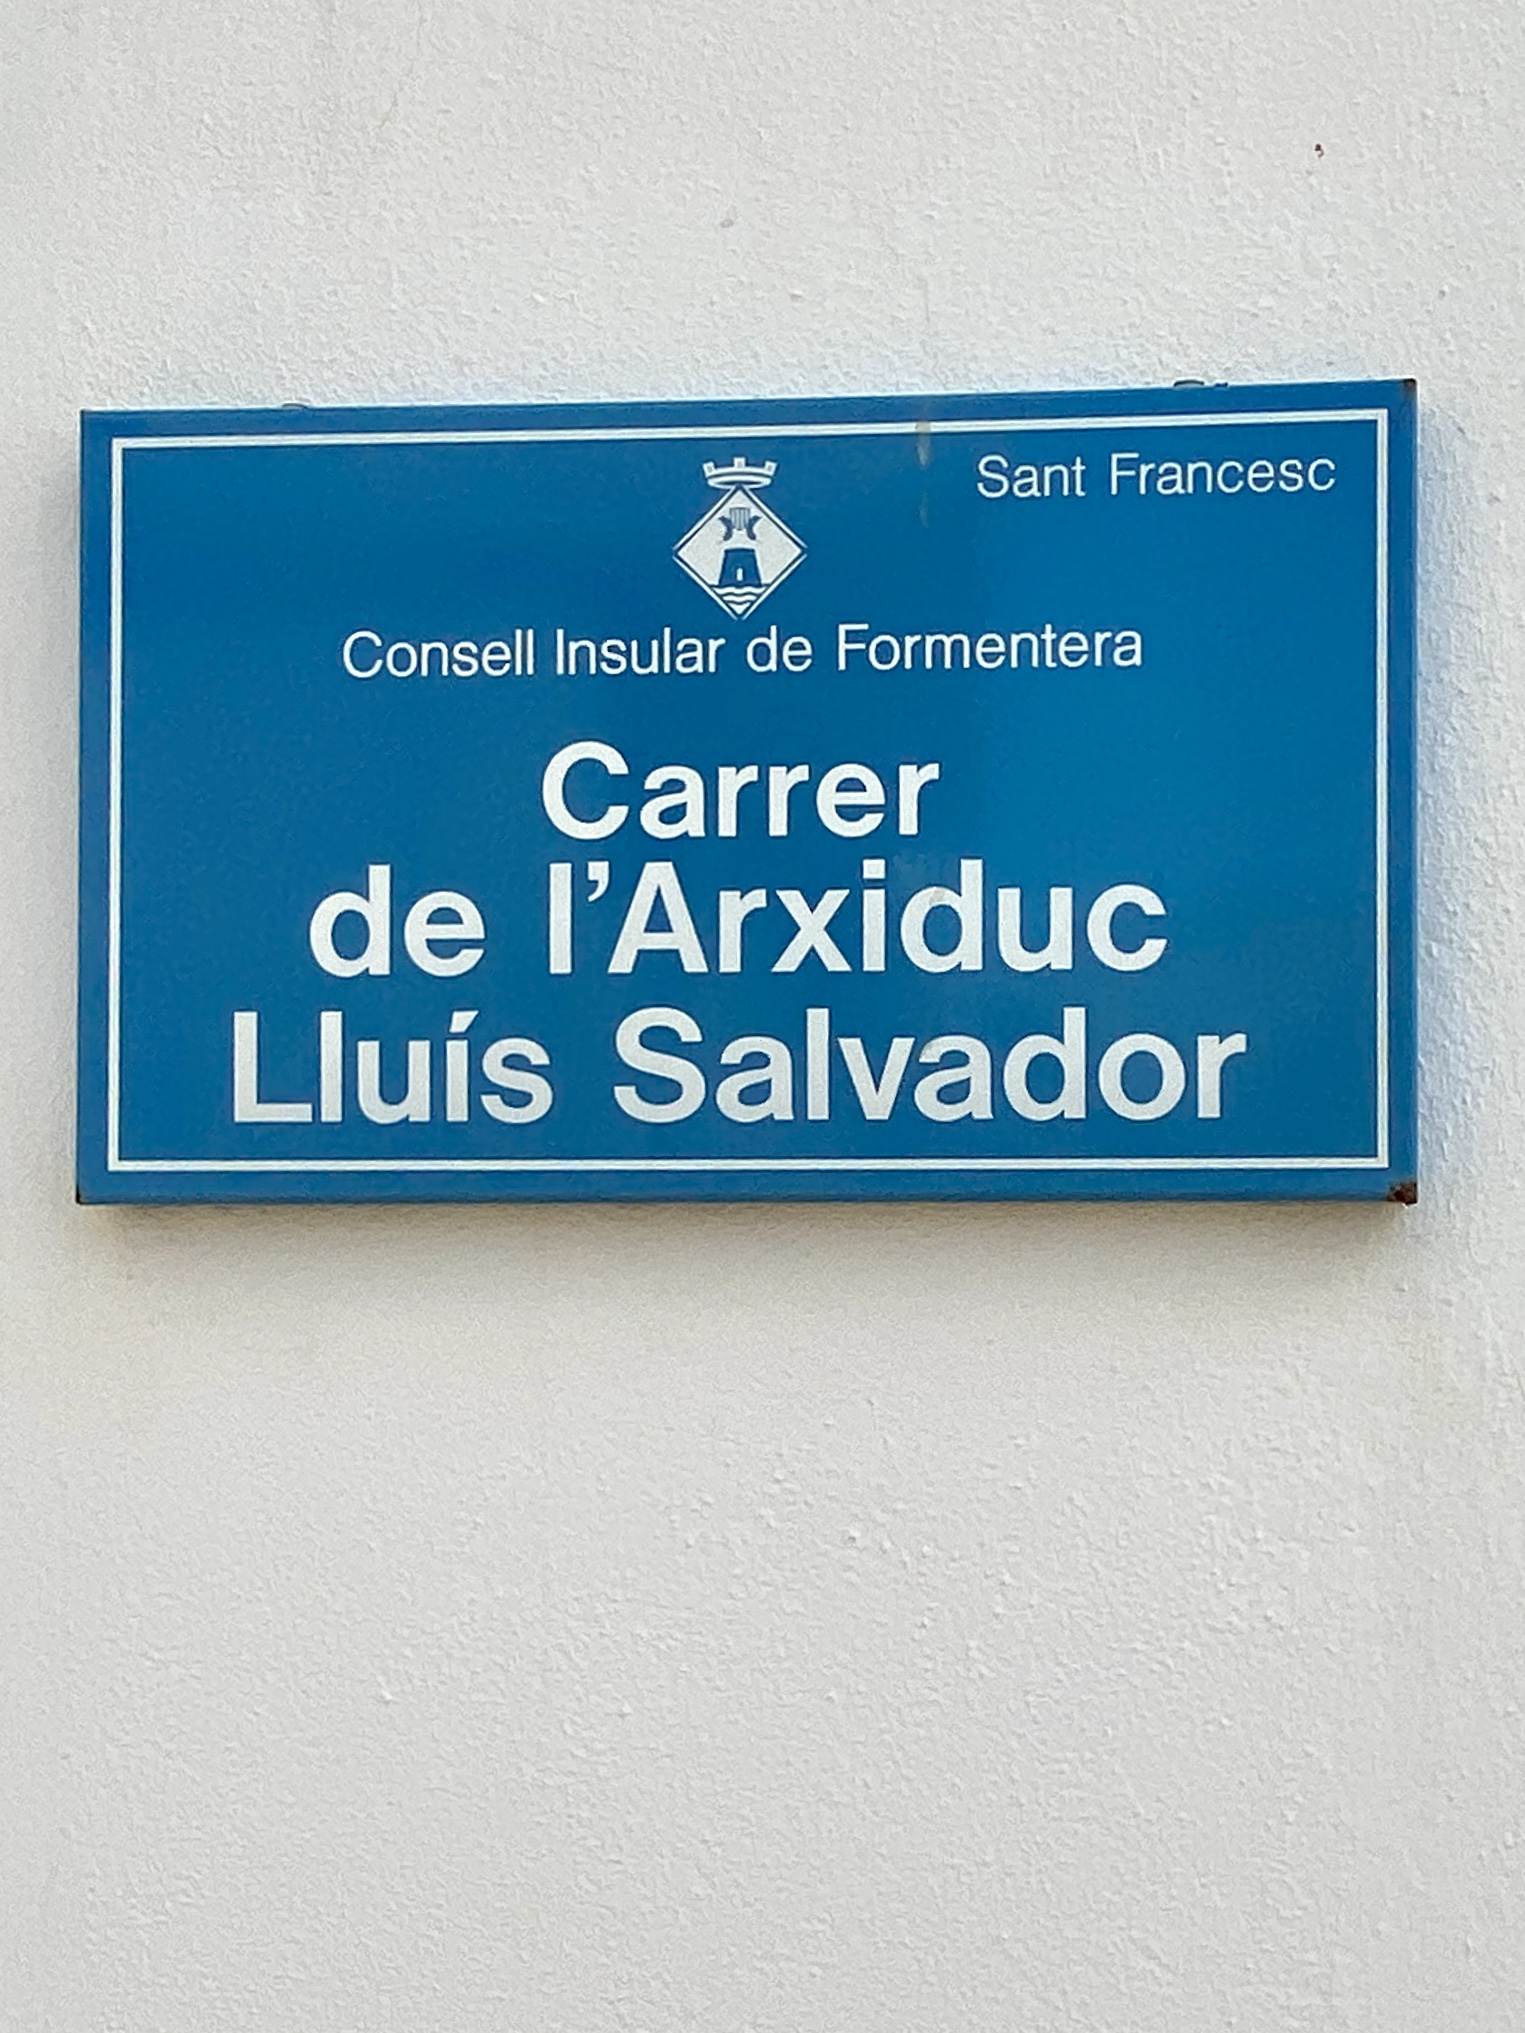 Sant Francesc
Consell Insular de Formentera
Carrer
de l'Arxiduc
Lluís Salvador